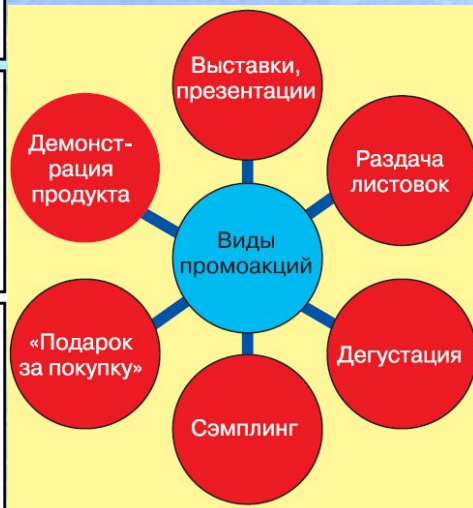 Выставки,
презентации
Демонст-
рация
продукта
Раздача
листовок
Виды
промоакций
«Подарок
за покупку»
Дегустация
Сэмплинг